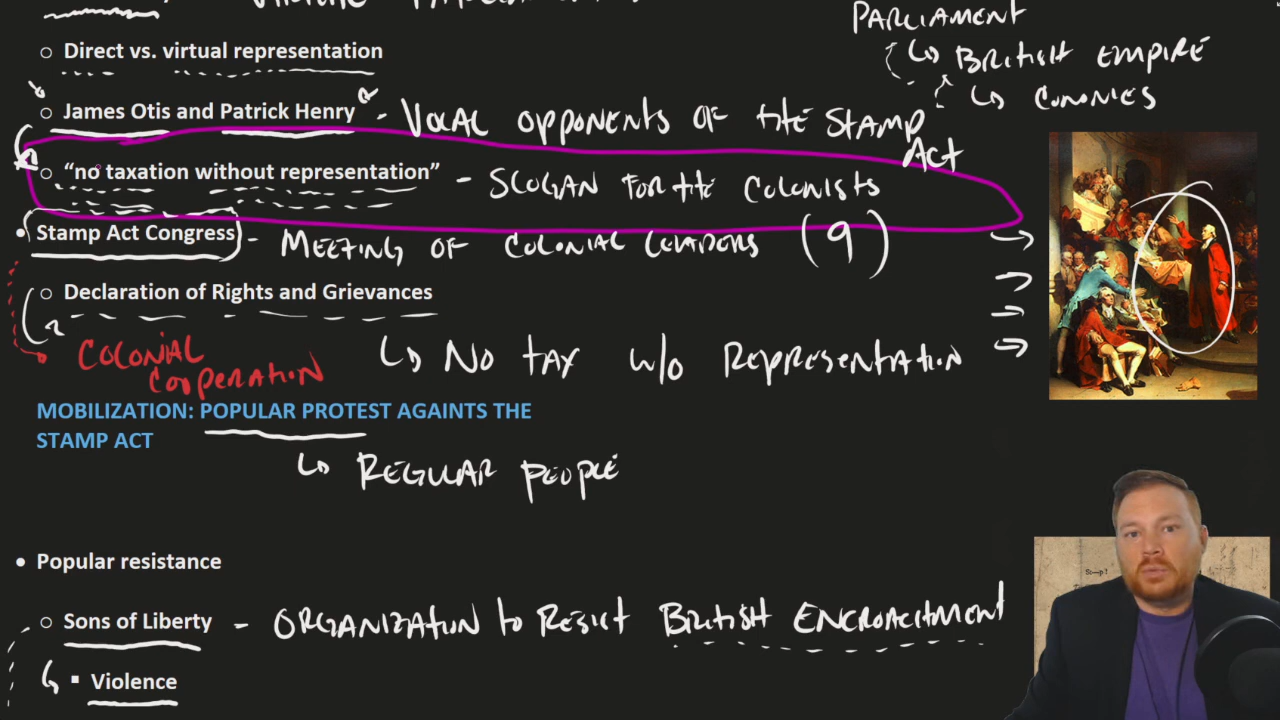 PARLIAMENT
Direct vs. virtual representation
↳ BRITISH EMPIRE
↳ COLONIES
James Otis and Patrick Henry - VOCAL OPPONENTS OF THE STAMP
ACT
"no taxation without representation" - SLOGAN FOR THE COLONISTS
Stamp Act Congress - MEETING OF COLONIAL LEADERS (9)
Declaration of Rights and Grievances
↳ NO TAX W/O REPRESENTATION
COLONIAL
COOPERATION
MOBILIZATION: POPULAR PROTEST AGAINTS THE
STAMP ACT
↳ REGULAR PEOPLE
Popular resistance
Sons of Liberty - ORGANIZATION to RESIST BRITISH ENCROACHMENT
Violence